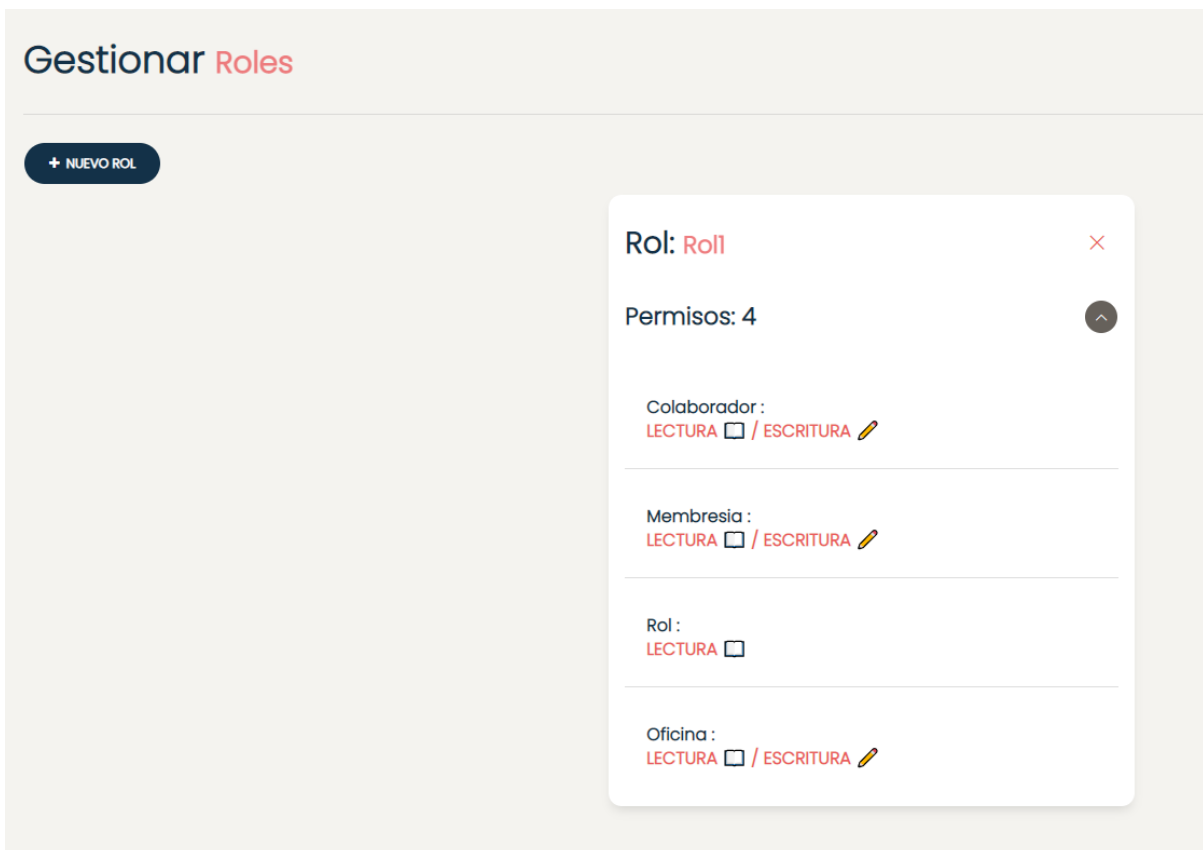 Gestionar Roles
+ NUEVO ROL
Rol: Rol1
Permisos: 4
Colaborador :
LECTURA 📖 / ESCRITURA ✏️
Membresia :
LECTURA 📖 / ESCRITURA ✏️
Rol :
LECTURA 📖
Oficina :
LECTURA 📖 / ESCRITURA ✏️